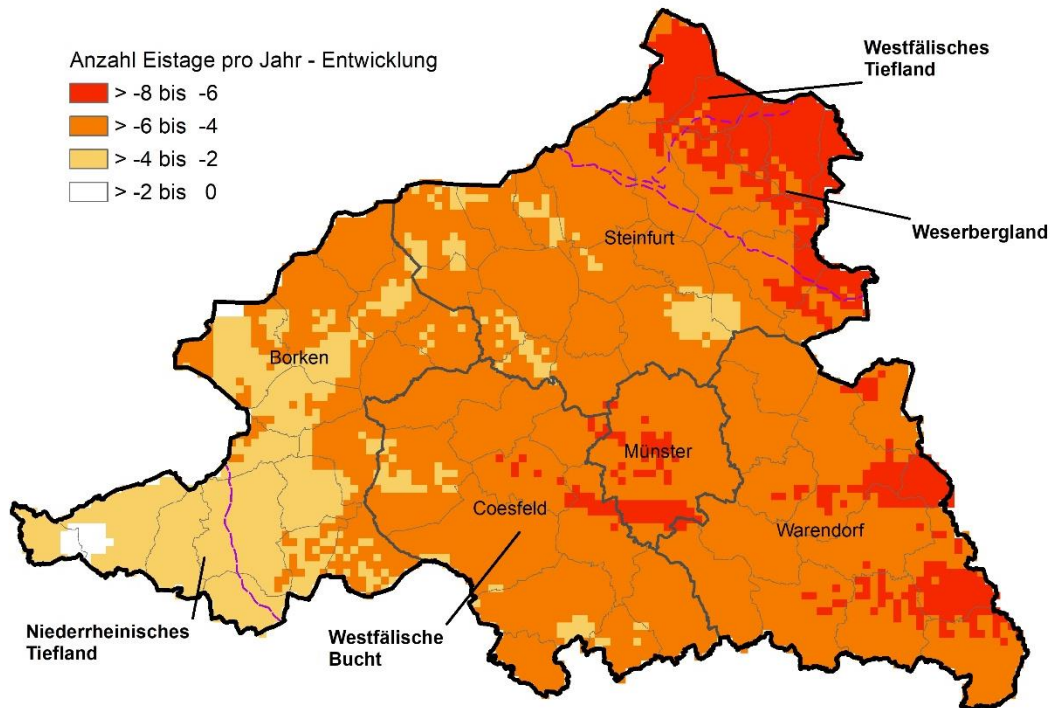 Anzahl Eistage pro Jahr - Entwicklung
> -8 bis -6
> -6 bis -4
> -4 bis -2
> -2 bis 0
Westfälisches
Tiefland
Weserbergland
Steinfurt
Borken
Münster
Coesfeld
Warendorf
Niederrheinisches
Tiefland
Westfälische
Bucht